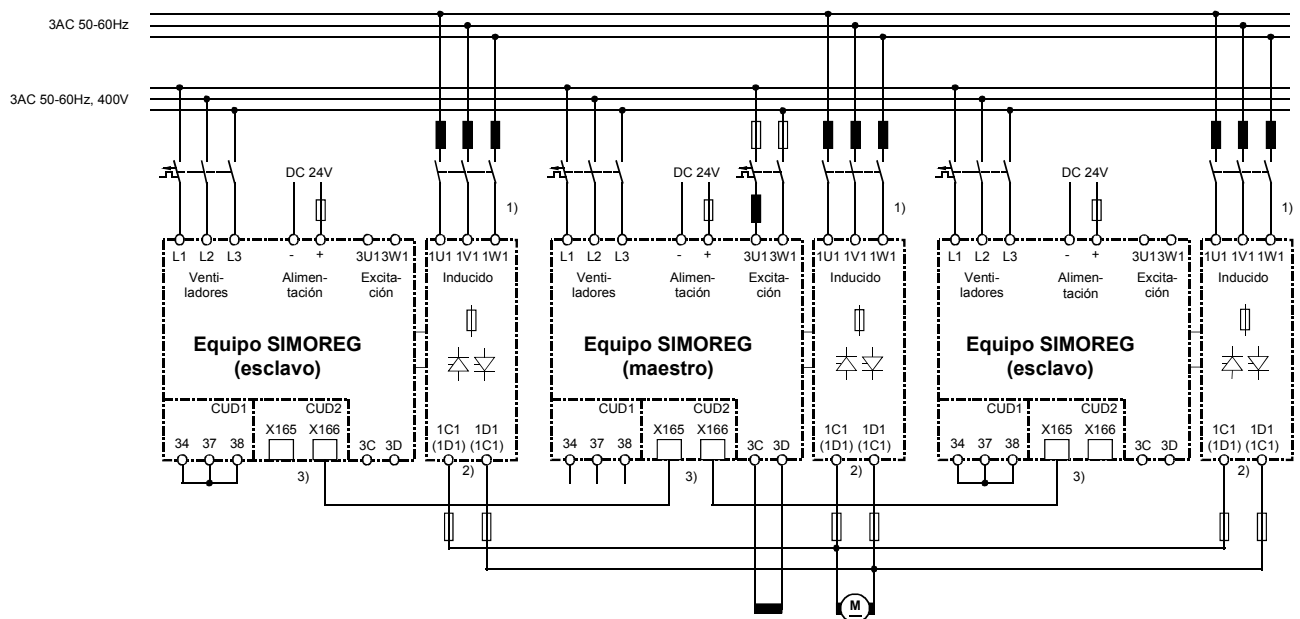 3AC 50-60Hz
3AC 50-60Hz, 400V
DC 24V
1)
DC 24V
1)
DC 24V
1)
L1 L2 L3 - + 3U1 3W1 1U1 1V1 1W1
Venti-
ladores
Alimen-
tación
Excita-
ción
Inducido
Equipo SIMOREG
(esclavo)
CUD1
CUD2
34 37 38
X165 X166
3C 3D
1C1
(1D1)
1D1
(1C1)
3)
2)
L1 L2 L3 - + 3U1 3W1 1U1 1V1 1W1
Venti-
ladores
Alimen-
tación
Excita-
ción
Inducido
Equipo SIMOREG
(maestro)
CUD1
CUD2
34 37 38
X165 X166
3C 3D
1C1
(1D1)
1D1
(1C1)
3)
2)
L1 L2 L3 - + 3U1 3W1 1U1 1V1 1W1
Venti-
ladores
Alimen-
tación
Excita-
ción
Inducido
Equipo SIMOREG
(esclavo)
CUD1
CUD2
34 37 38
X165 X166
3C 3D
1C1
(1D1)
1D1
(1C1)
3)
2)
M